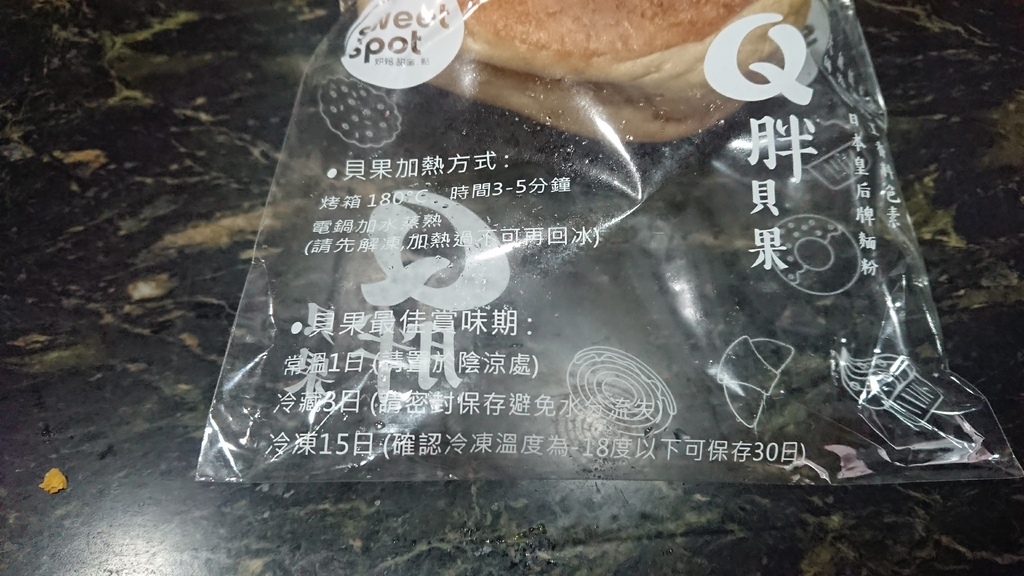 sweet
spot
Q
胖貝果
日本皇后牌麵粉
•貝果加熱方式:
烤箱180°C、時間3-5分鐘
電鍋加水蒸熱
(請先解凍,加熱過不可再回冰)
•貝果最佳賞味期:
常溫1日(請置於陰涼處)
冷藏3日(請密封保存避免水分流失)
冷凍15日(確認冷凍溫度為-18度以下可保存30日)